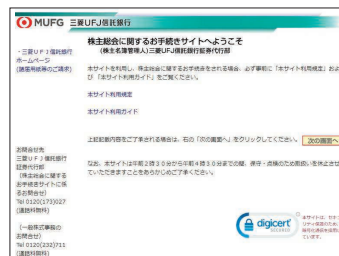 MUFG 三菱UFJ信託銀行
株主総会に関するお手続きサイトへようこそ
(株主名簿管理人)三菱UFJ信託銀行証券代行部
・三菱UFJ信託銀行
ホームページ
(諸届用紙等のご請求)
本サイトを利用し、株主総会に関するお手続きをされる場合、必ず事前に「本サイト利用規定」およ
び 「本サイト利用ガイド」をご覧ください。
本サイト利用規定
本サイト利用ガイド
上記記載内容をご了承される場合は、右の「次の画面へ」をクリックしてください。 次の画面へ
なお、本サイトは午前2時30分から午前4時30分までの間、保守・点検のため取扱いを休止させ
ていただきますことをあらかじめご了承ください。
お問合せ先
三菱UFJ信託銀行
証券代行部
(株主総会に関する
お手続きサイトに係
るお問合せ)
Tel 0120(173)027
(通話料無料)
(一般株式事務の
お問合せ)
Tel 0120(232)711
(通話料無料)
digicert
SECURED